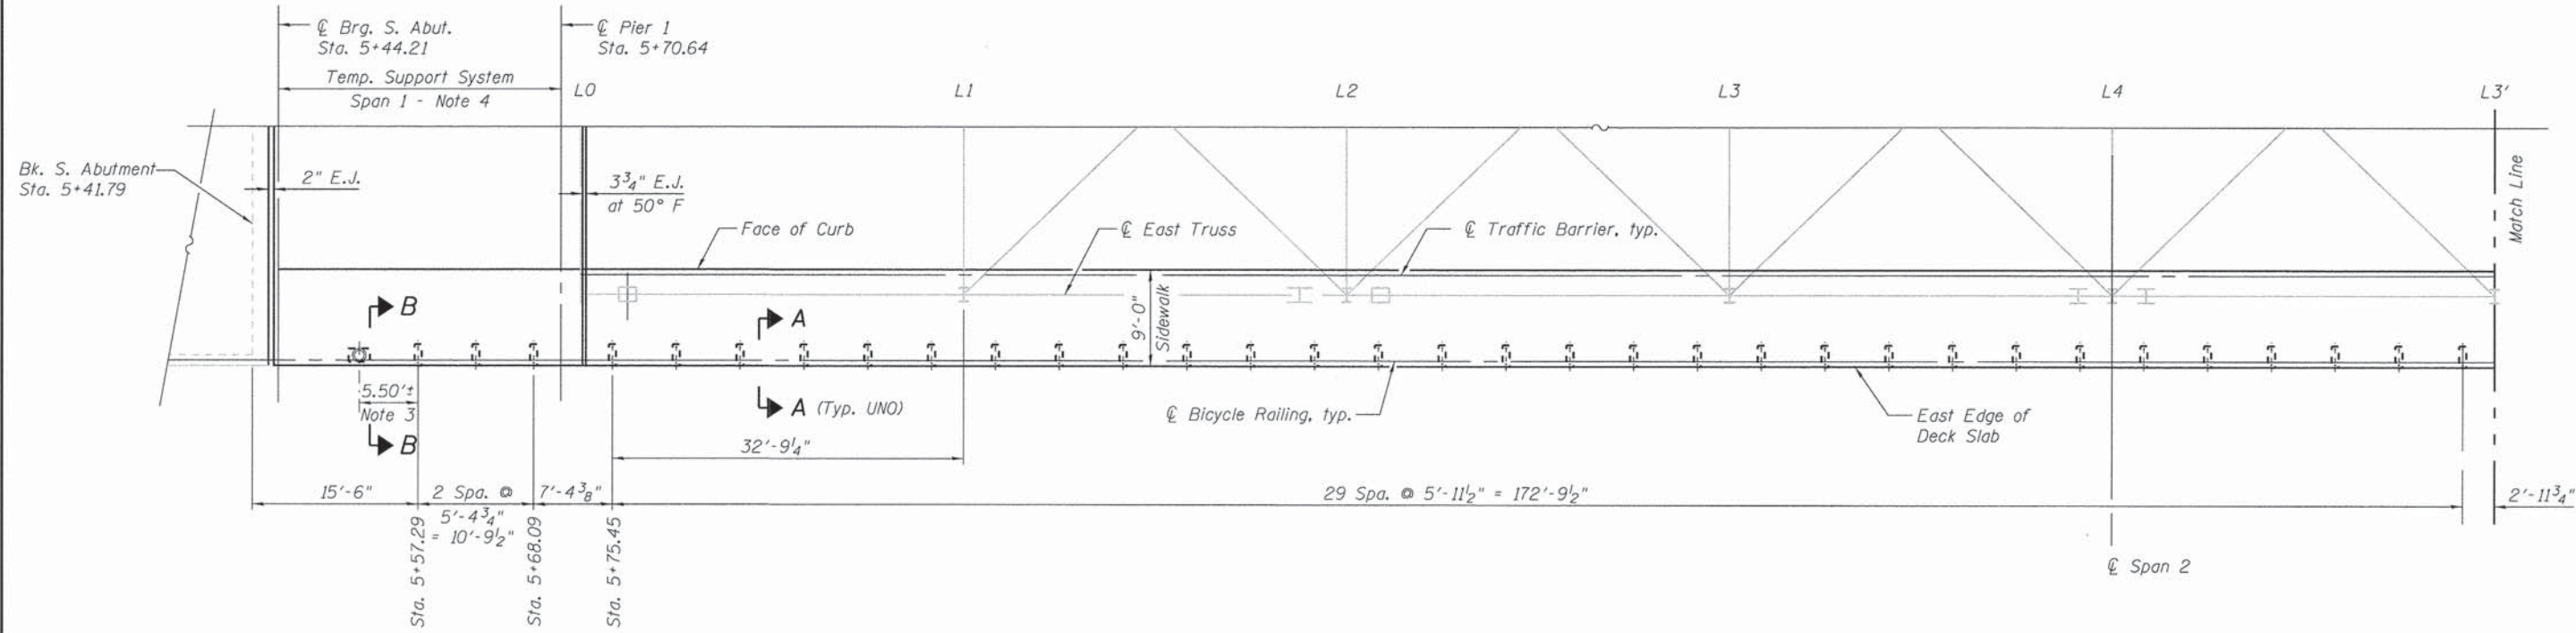 ℄ Brg. S. Abut.
Sta. 5+44.21
℄ Pier 1
Sta. 5+70.64
Temp. Support System
Span 1 - Note 4
L0
L1
L2
L3
L4
L3'
Bk. S. Abutment
Sta. 5+41.79
2" E.J.
3¾" E.J.
at 50° F
Face of Curb
℄ East Truss
℄ Traffic Barrier, typ.
Match Line
B
A
9'-0"
Sidewalk
5.50'±
Note 3
B
A (Typ. UNO)
℄ Bicycle Railing, typ.
East Edge of
Deck Slab
32'-9¼"
15'-6"
2 Spa. @
5'-4¾"
= 10'-9½"
7'-4⅜"
29 Spa. @ 5'-11½" = 172'-9½"
2'-11¾"
Sta. 5+57.29
Sta. 5+68.09
Sta. 5+75.45
℄ Span 2